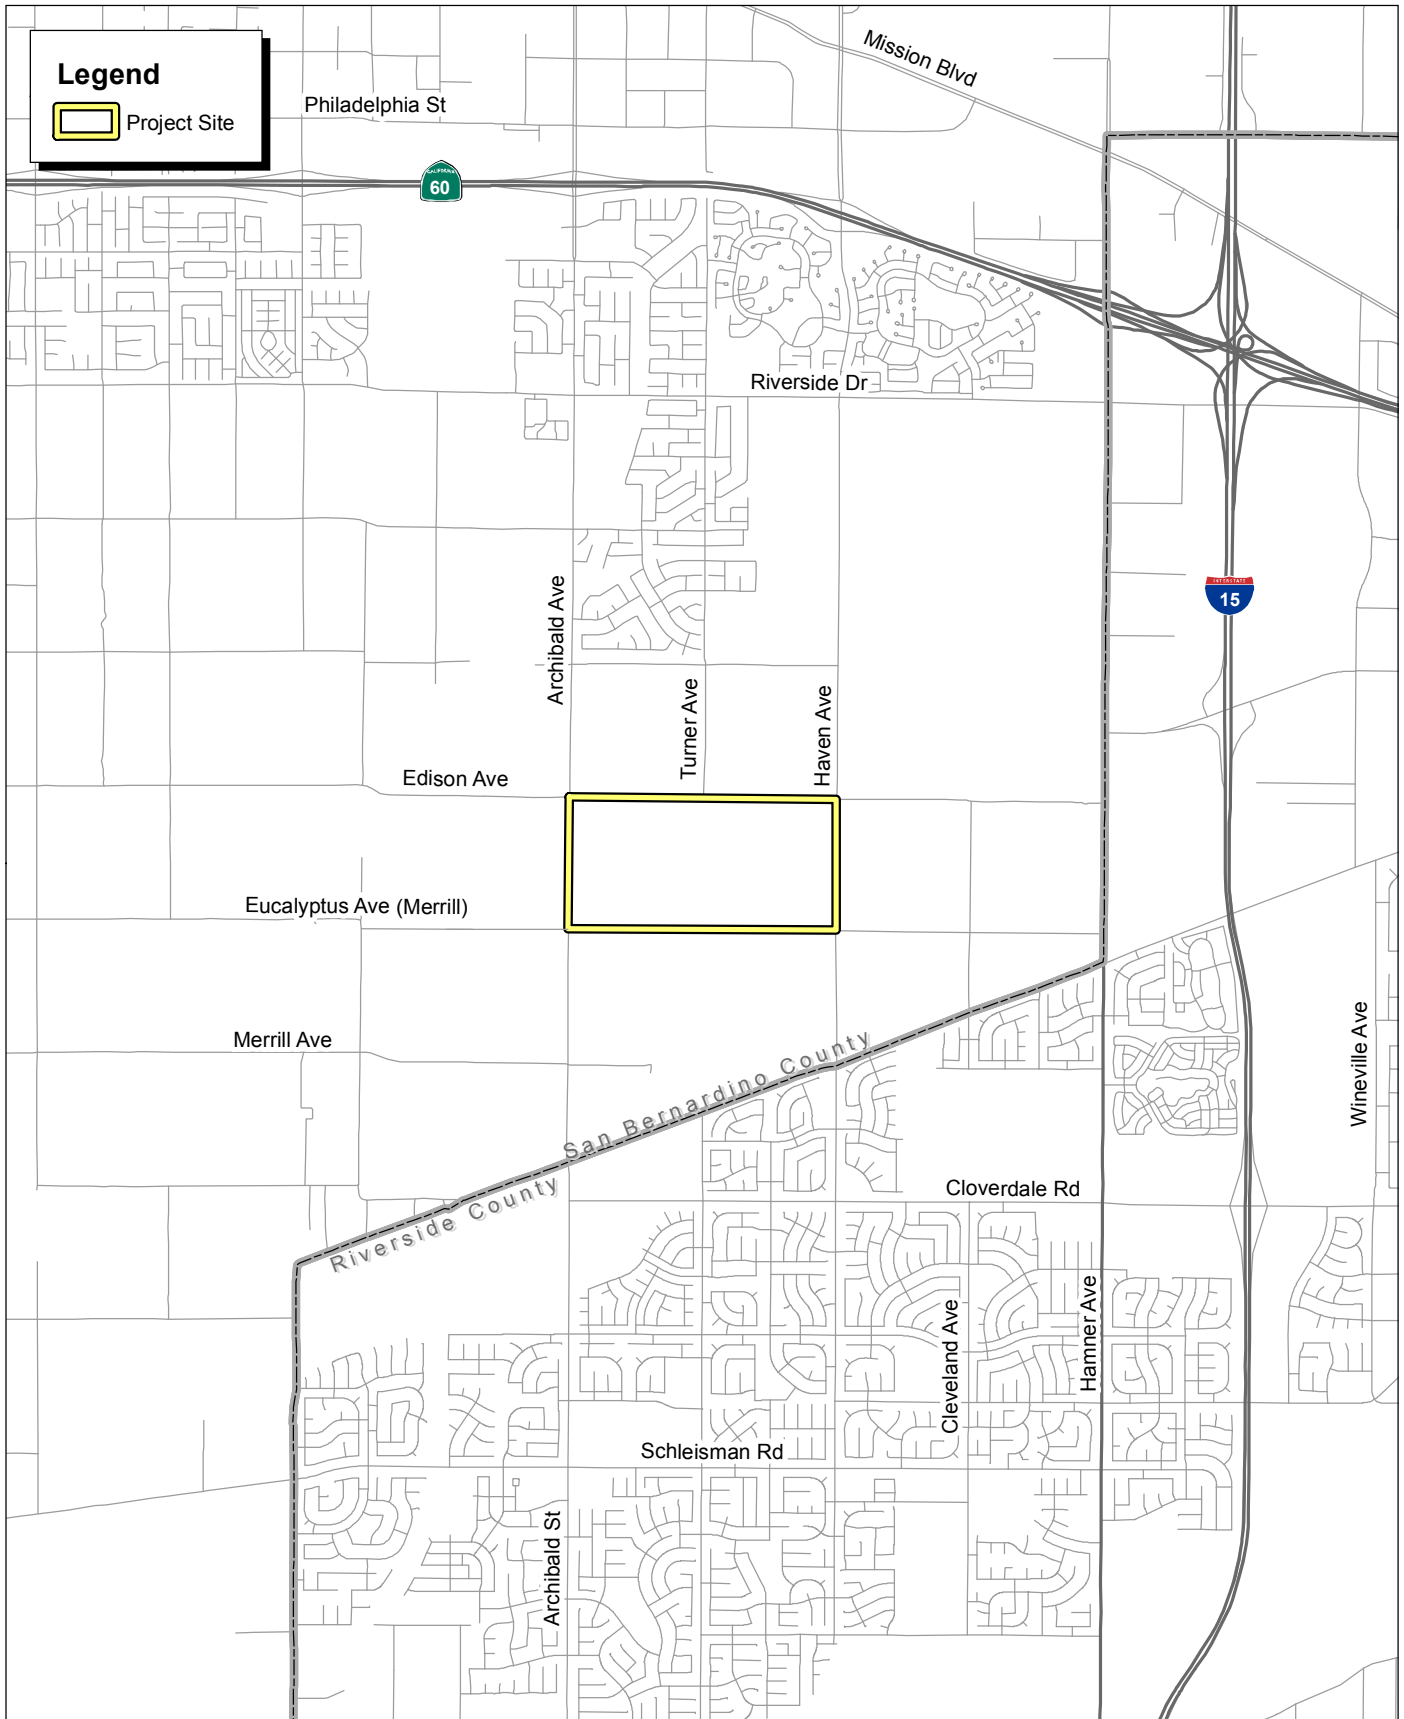 Legend
Project Site
Philadelphia St
Mission Blvd
CALIFORNIA
60
Riverside Dr
INTERSTATE
15
Archibald Ave
Turner Ave
Haven Ave
Edison Ave
Eucalyptus Ave (Merrill)
Merrill Ave
San Bernardino County
Riverside County
Wineville Ave
Cloverdale Rd
Cleveland Ave
Hamner Ave
Schleisman Rd
Archibald St